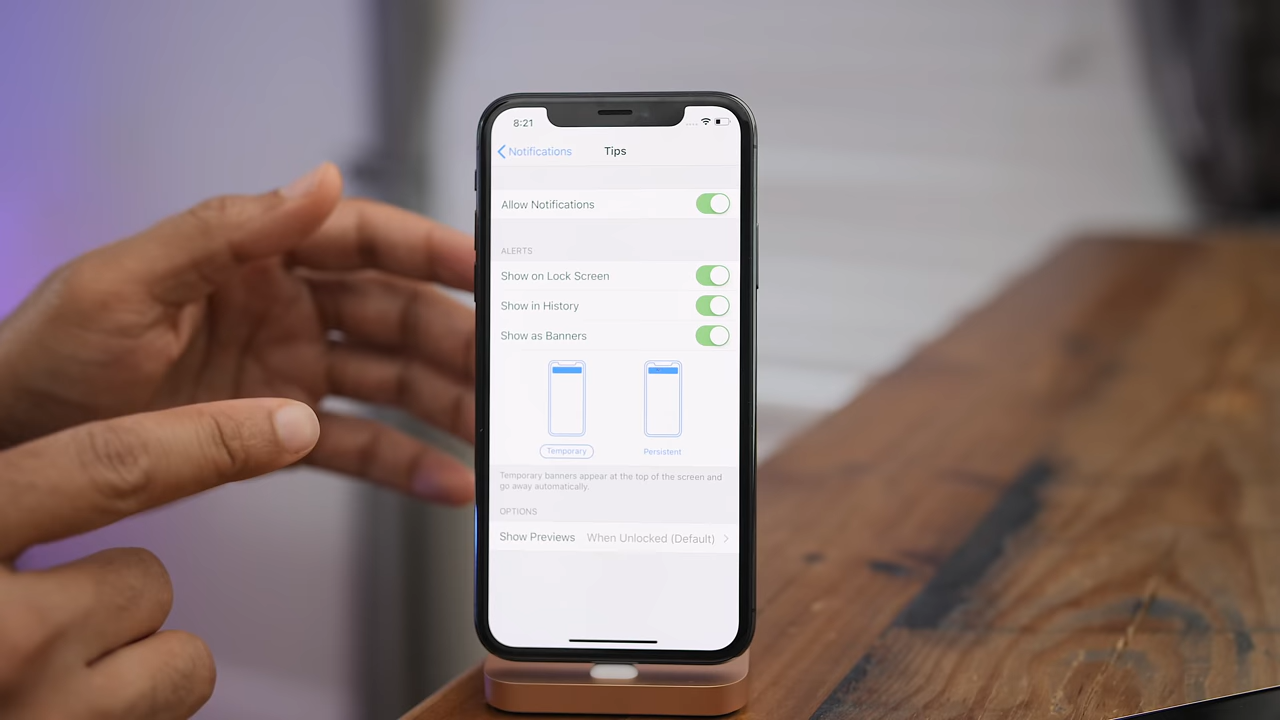 8:21
Notifications Tips
Allow Notifications
ALERTS
Show on Lock Screen
Show in History
Show as Banners
Temporary Persistent
Temporary banners appear at the top of the screen and
go away automatically.
OPTIONS
Show Previews When Unlocked (Default)